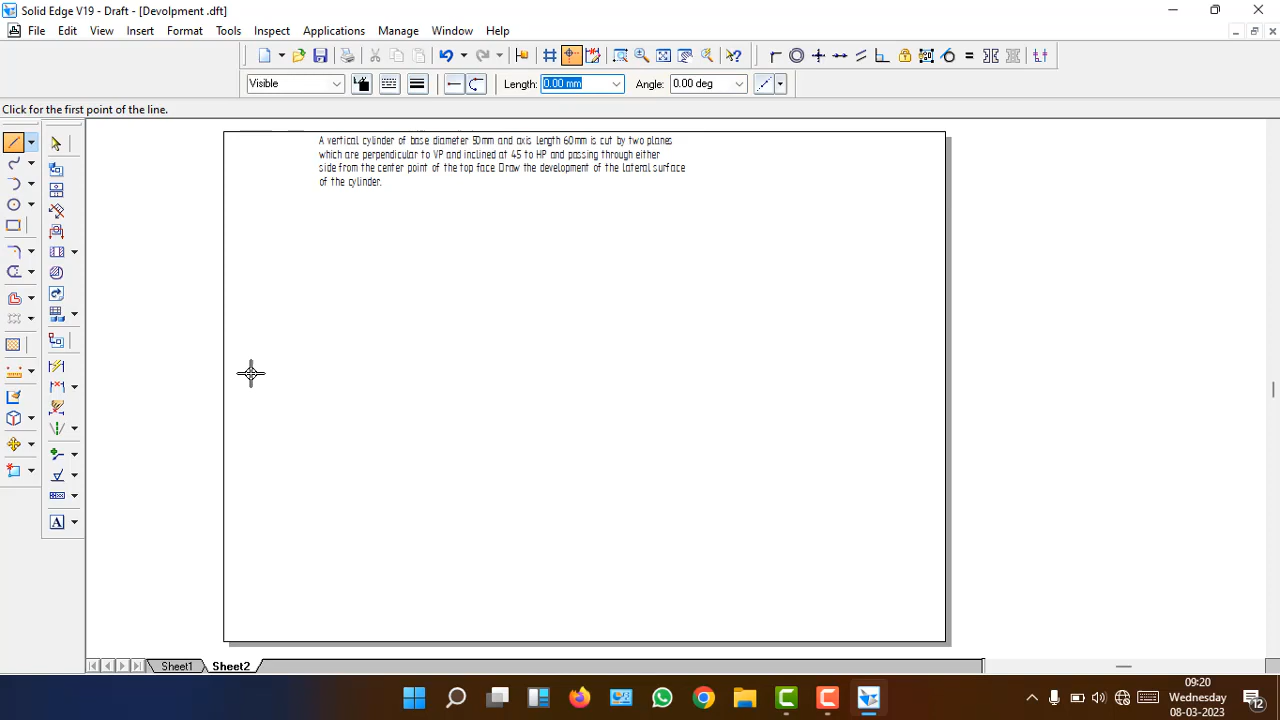 Solid Edge V19 - Draft - [Devolpment .dft]
File Edit View Insert Format Tools Inspect Applications Manage Window Help
Visible Length: 0.00 mm Angle: 0.00 deg
Click for the first point of the line.
A vertical cylinder of base diameter 50mm and axis length 60mm is cut by two planes
which are perpendicular to VP and inclined at 45 to HP and passing through either
side from the center point of the top face Draw the development of the lateral surface
of the cylinder.
A
Sheet1 Sheet2
09:20
Wednesday
08-03-2023
12